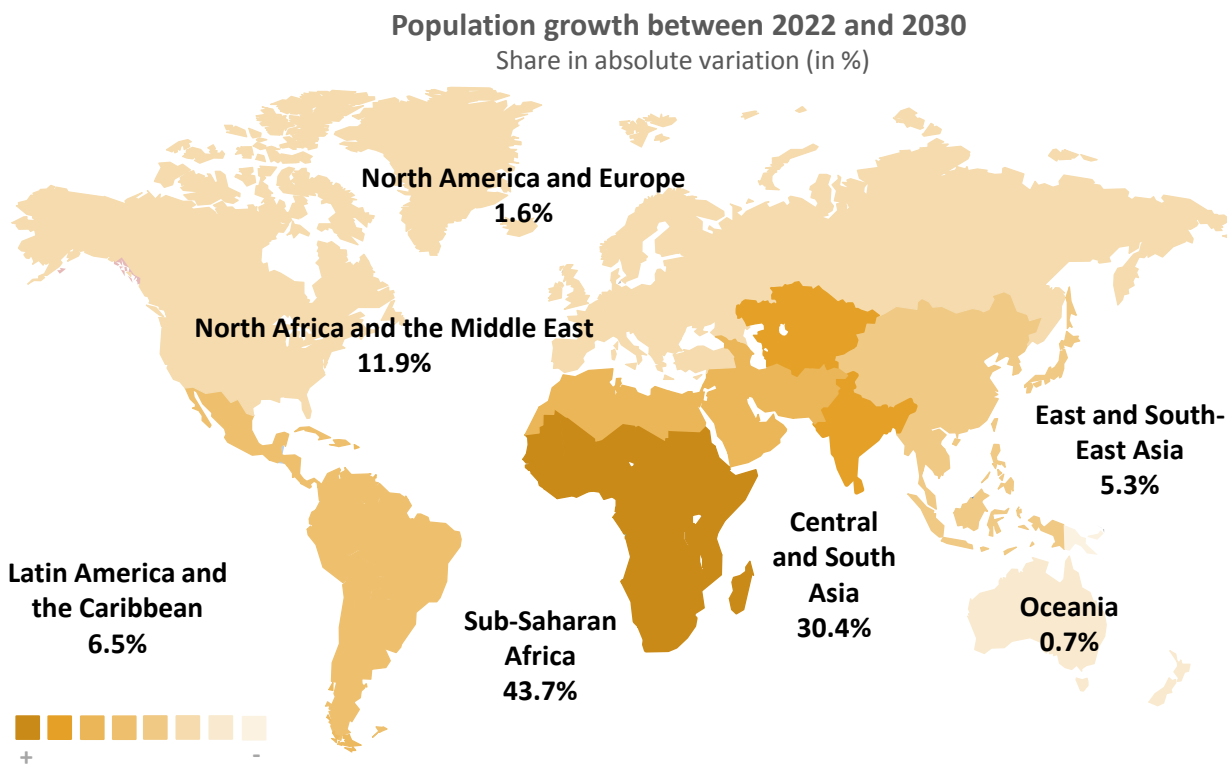 Population growth between 2022 and 2030
Share in absolute variation (in %)
North America and Europe
1.6%
North Africa and the Middle East
11.9%
East and South-
East Asia
5.3%
Central
and South
Asia
30.4%
Latin America and
the Caribbean
6.5%
Sub-Saharan
Africa
43.7%
Oceania
0.7%
+
-